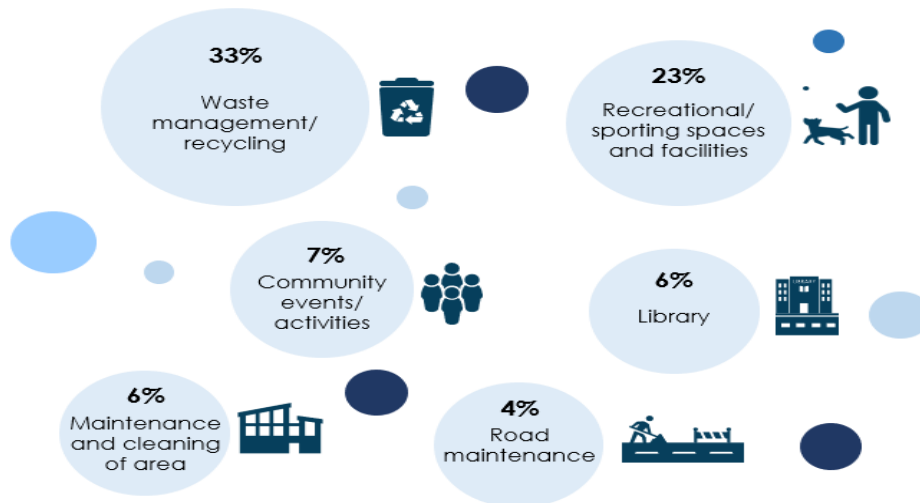 33%
Waste
management/
recycling
23%
Recreational/
sporting spaces
and facilities
7%
Community
events/
activities
6%
Library
6%
Maintenance
and cleaning
of area
4%
Road
maintenance